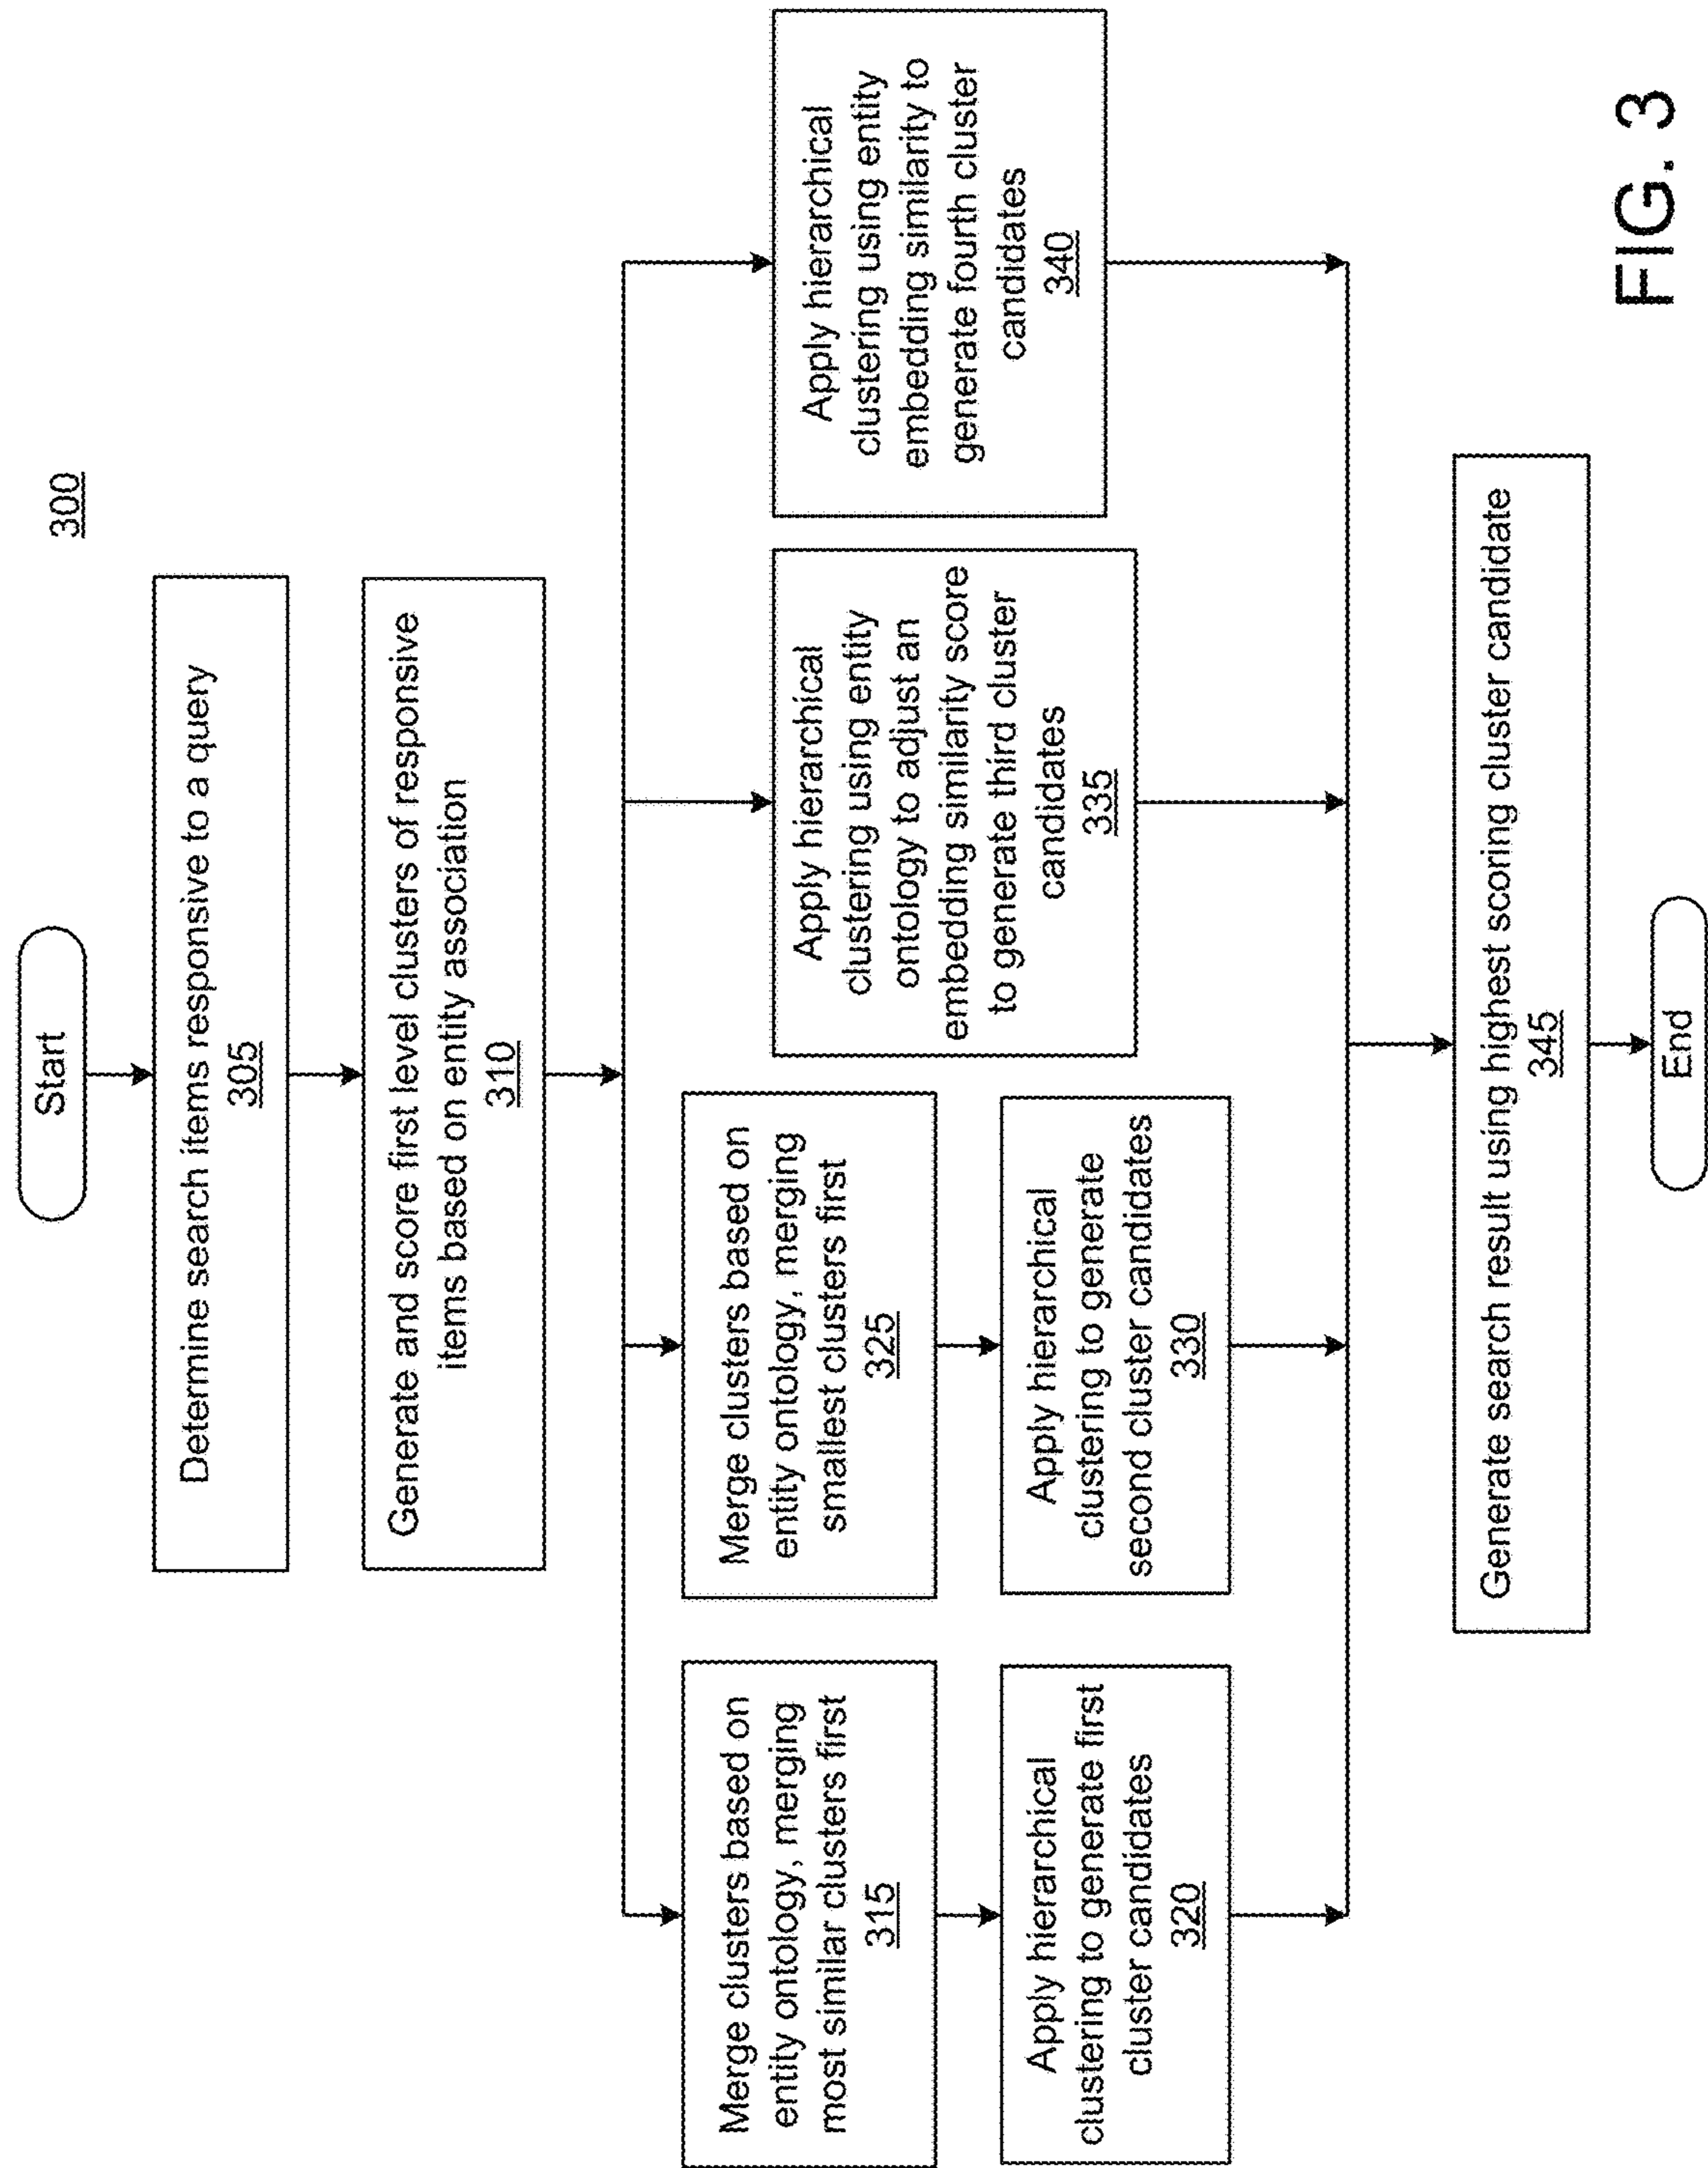 300
Start
Determine search items responsive to a query
305
Generate and score first level clusters of responsive
items based on entity association
310
Merge clusters based on
entity ontology, merging
most similar clusters first
315
Apply hierarchical
clustering to generate first
cluster candidates
320
Merge clusters based on
entity ontology, merging
smallest clusters first
325
Apply hierarchical
clustering to generate
second cluster candidates
330
Apply hierarchical
clustering using entity
ontology to adjust an
embedding similarity score
to generate third cluster
candidates
335
Apply hierarchical
clustering using entity
embedding similarity to
generate fourth cluster
candidates
340
Generate search result using highest scoring cluster candidate
345
End
FIG. 3